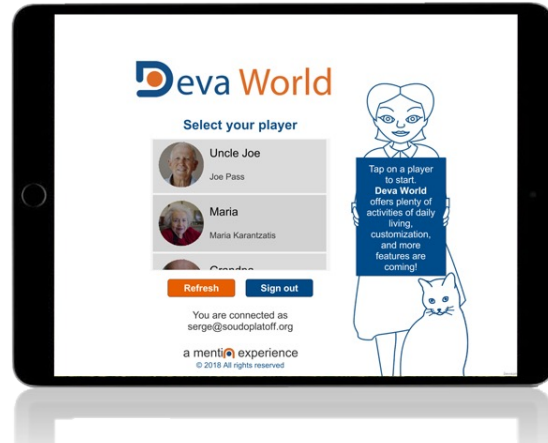 Deva World
Select your player
Uncle Joe
Joe Pass
Maria
Maria Karantzatis
Grandpa
Refresh
Sign out
You are connected as
serge@soudoplatoff.org
a mentia experience
© 2018 All rights reserved
Tap on a player
to start.
Deva World
offers plenty of
activities of daily
living,
customization,
and more
features are
coming!